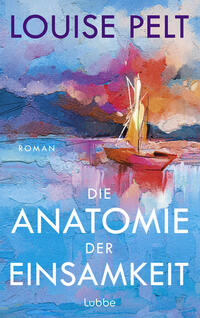 LOUISE PELT
ROMAN
DIE
ANATOMIE
DER
EINSAMKEIT
Lübbe